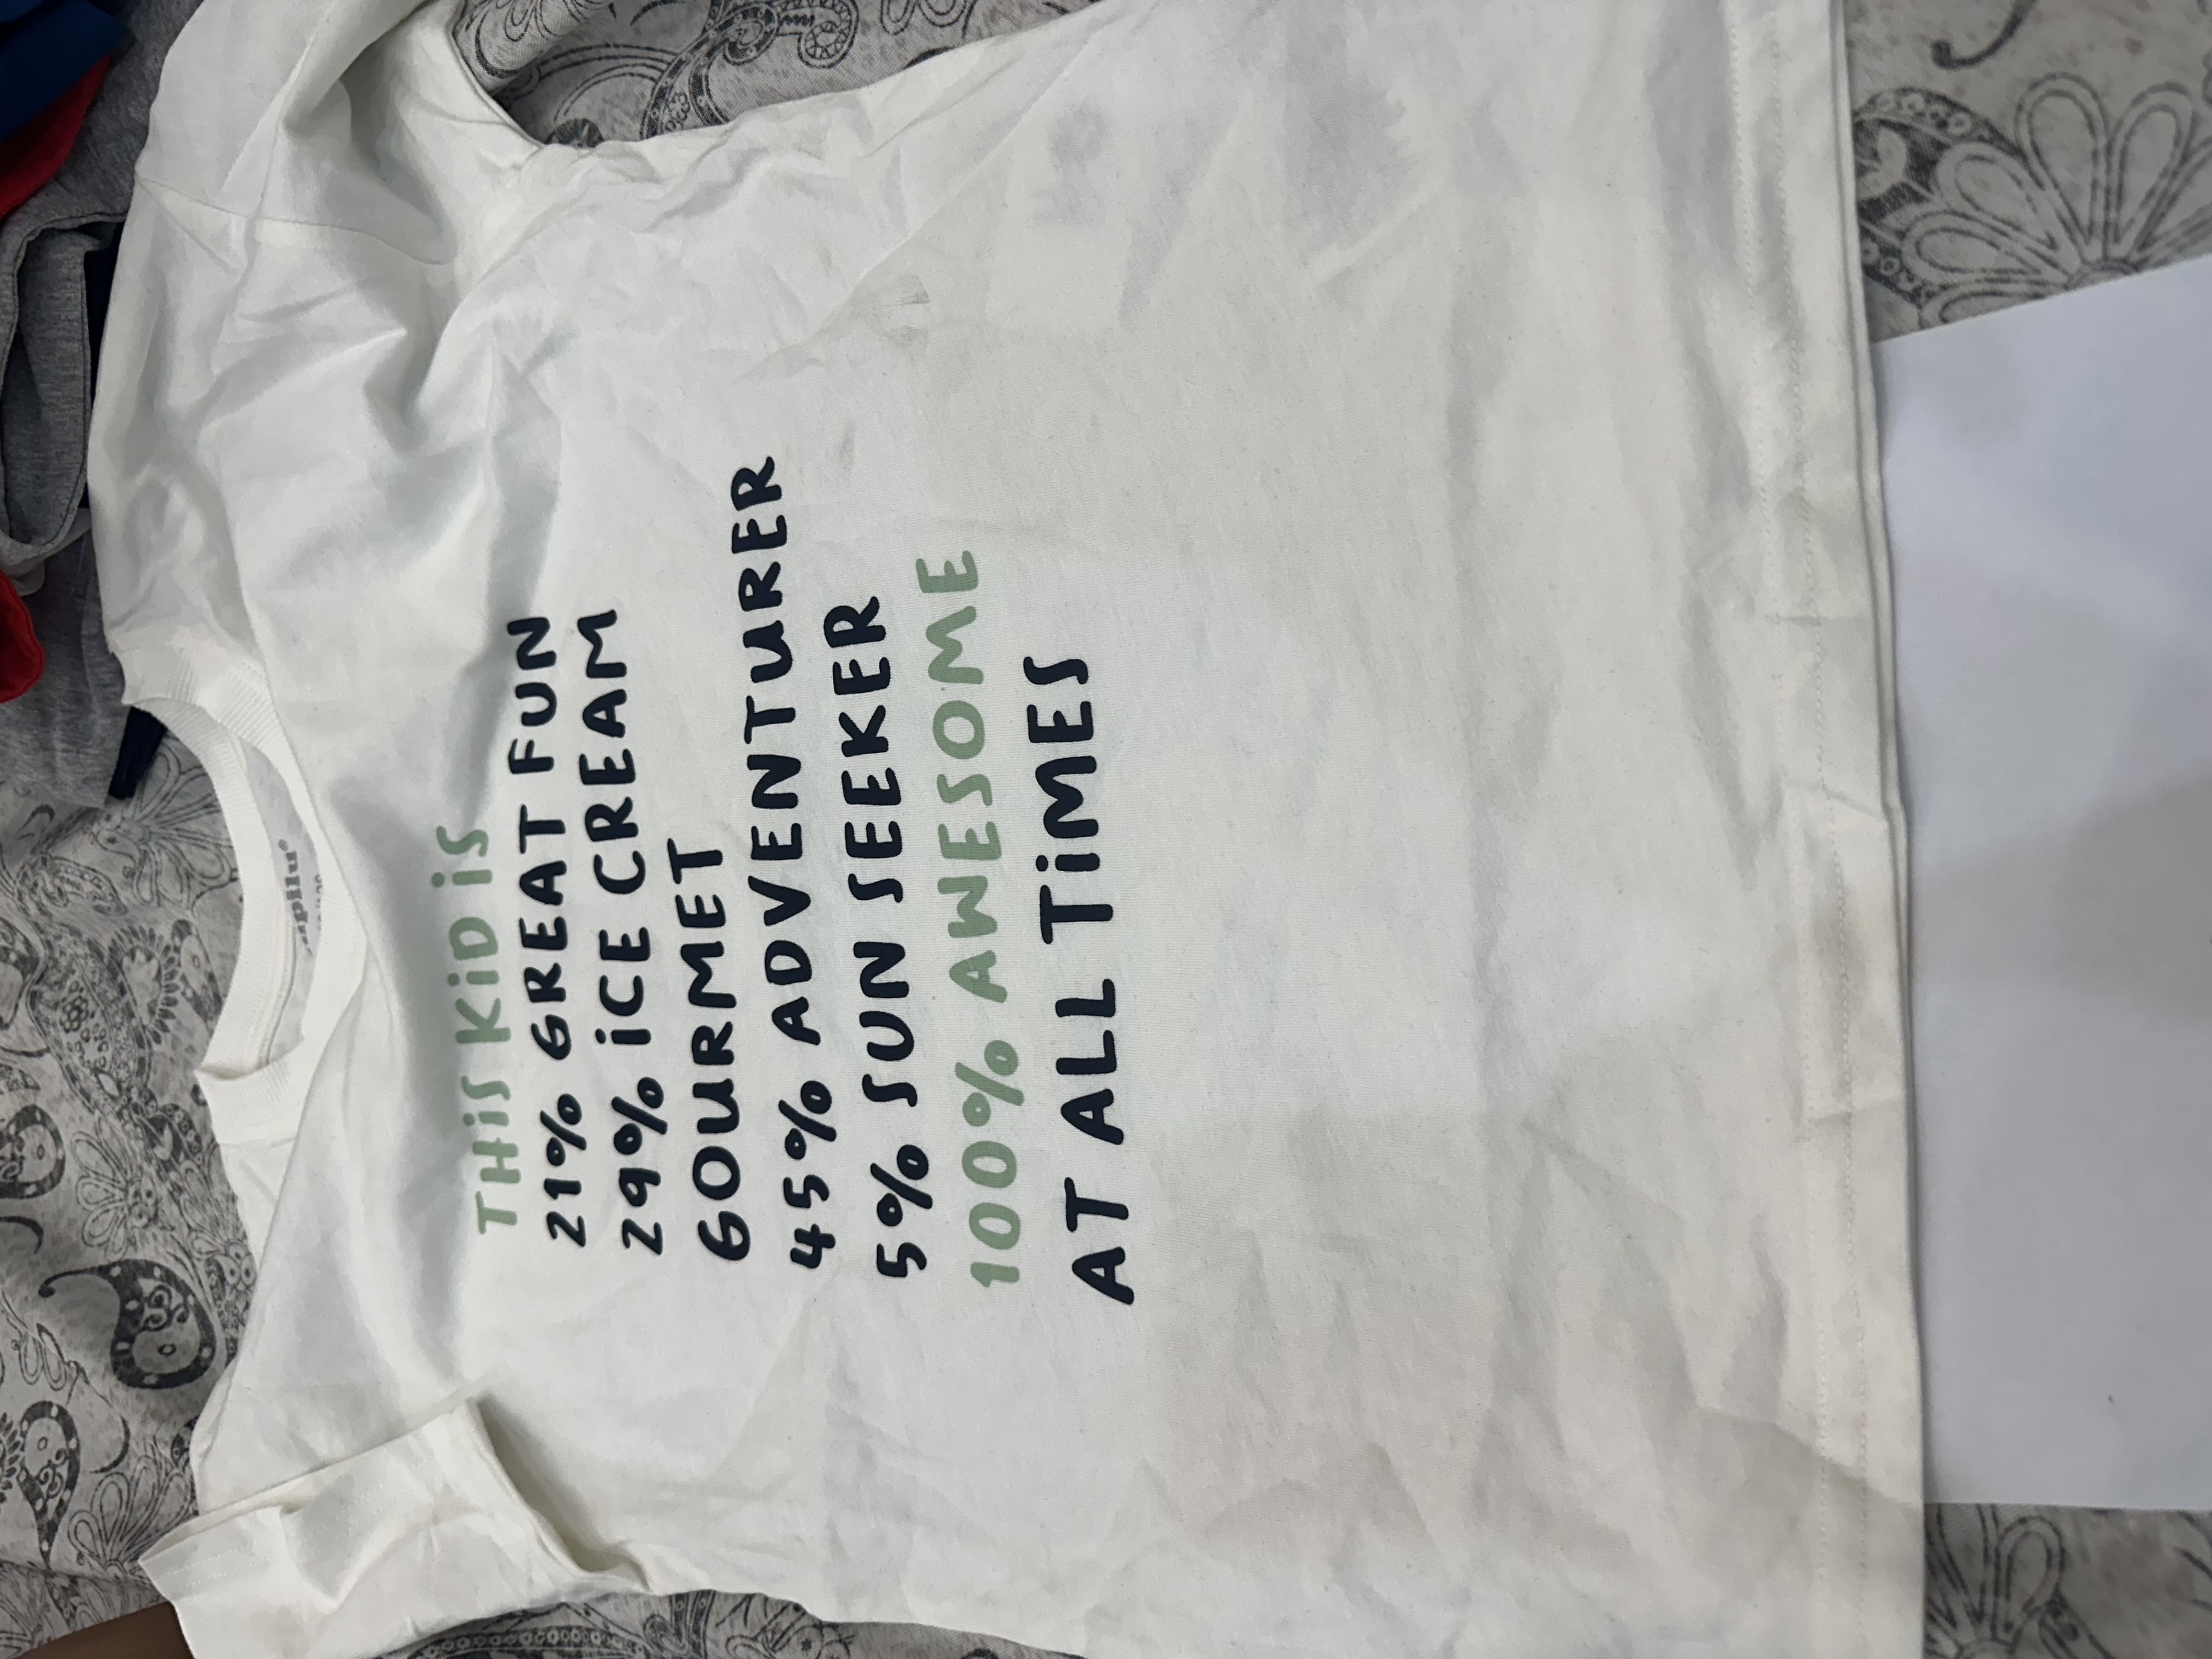 THiS KiD iS
21% GREAT FUN
29% iCE CREAM
GOURMET
45% ADVENTURER
5% SUN SEEKER
100% AWESOME
AT ALL TiMES